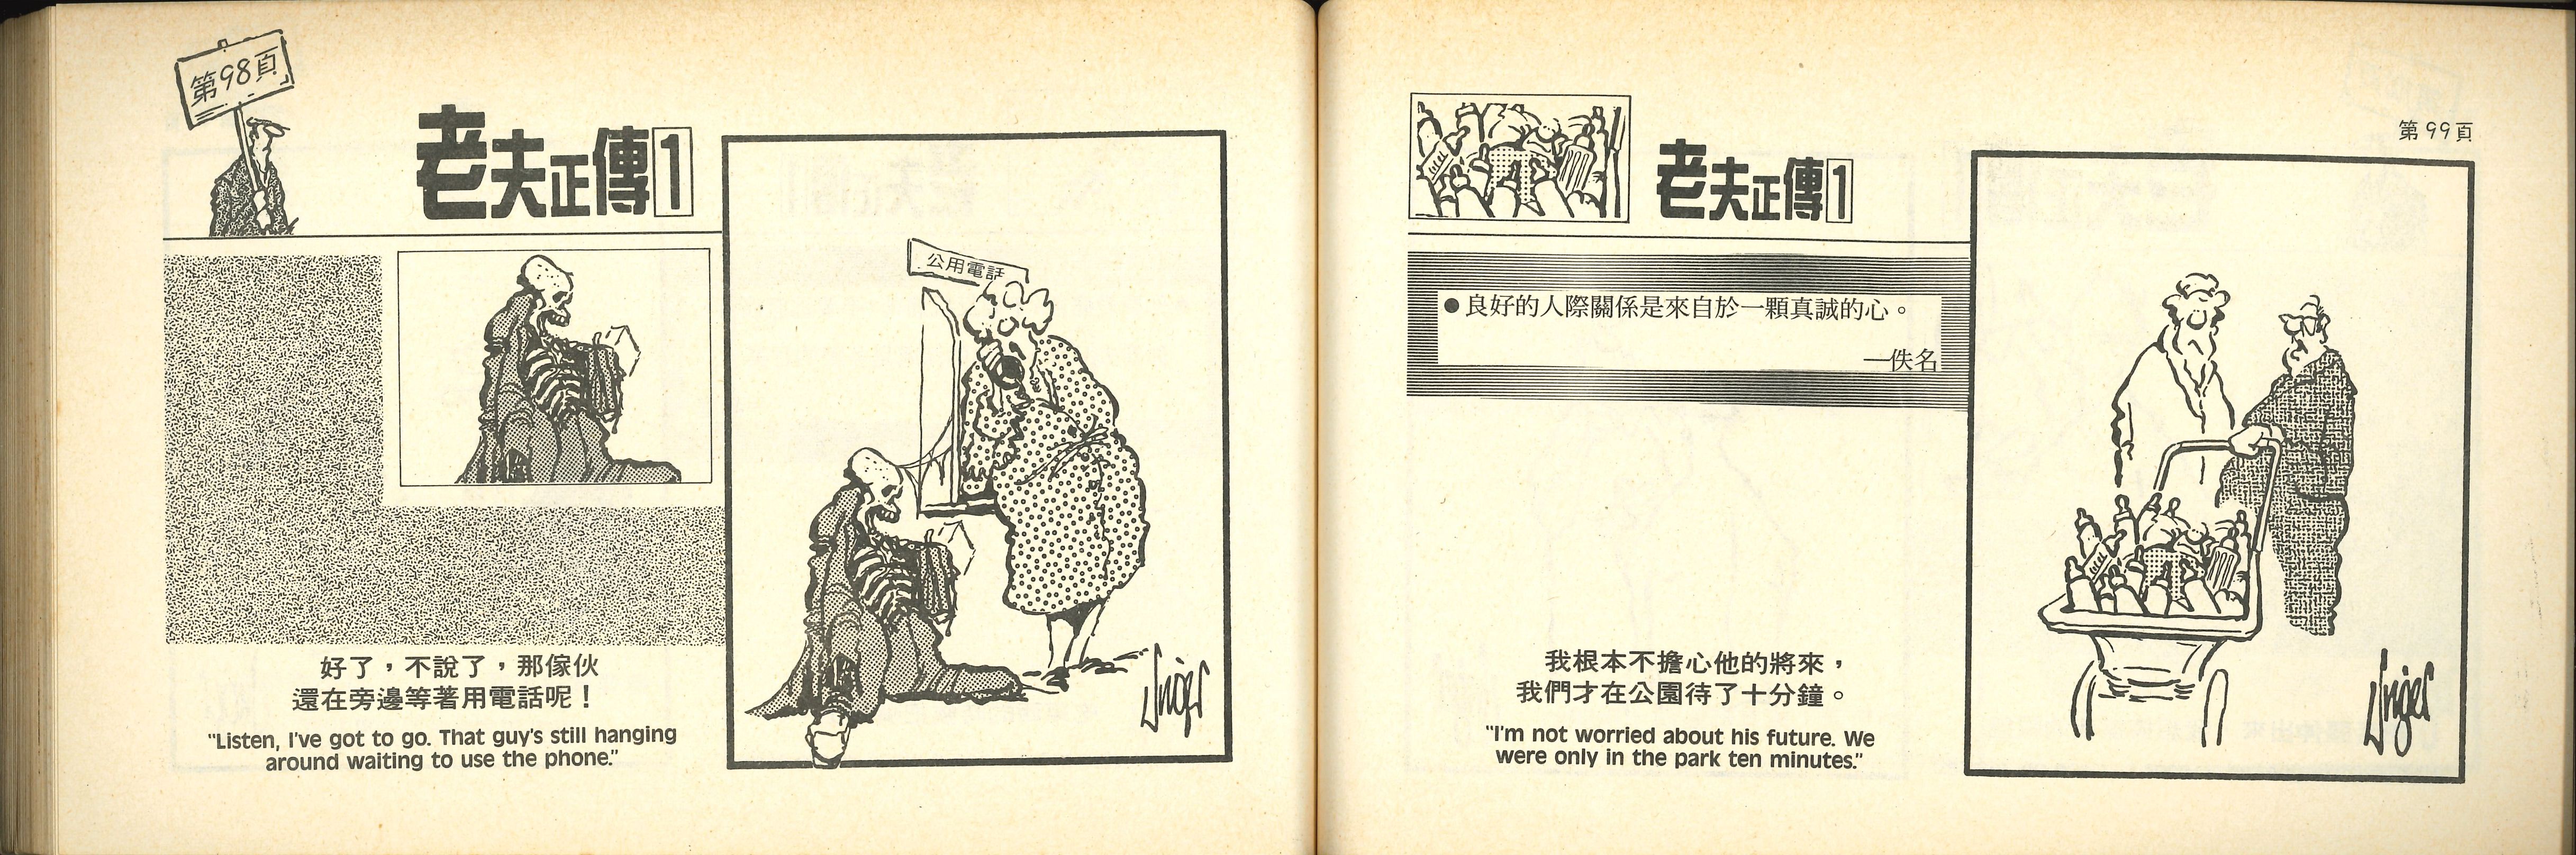 第98頁
老夫正傳1
公用電話
好了，不說了，那傢伙
還在旁邊等著用電話呢！
"Listen, I've got to go. That guy's still hanging
around waiting to use the phone."
Unger
第99頁
老夫正傳1
●良好的人際關係是來自於一顆真誠的心。
—佚名
我根本不擔心他的將來，
我們才在公園待了十分鐘。
"I'm not worried about his future. We
were only in the park ten minutes."
Unger